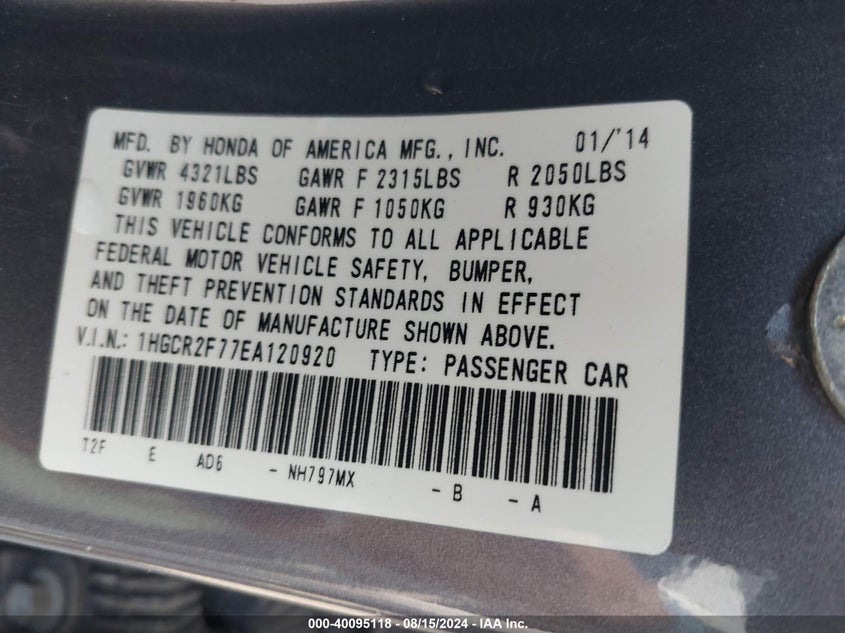 MFD. BY HONDA OF AMERICA MFG., INC. 01/'14
GVWR 4321LBS GAWR F 2315LBS R 2050LBS
GVWR 1960KG GAWR F 1050KG R 930KG
THIS VEHICLE CONFORMS TO ALL APPLICABLE
FEDERAL MOTOR VEHICLE SAFETY, BUMPER,
AND THEFT PREVENTION STANDARDS IN EFFECT
ON THE DATE OF MANUFACTURE SHOWN ABOVE.
V.I.N.: 1HGCR2F77EA120920 TYPE: PASSENGER CAR
T2F E AD6 - NH797MX - B - A
000-40095118 - 08/15/2024 - IAA Inc.